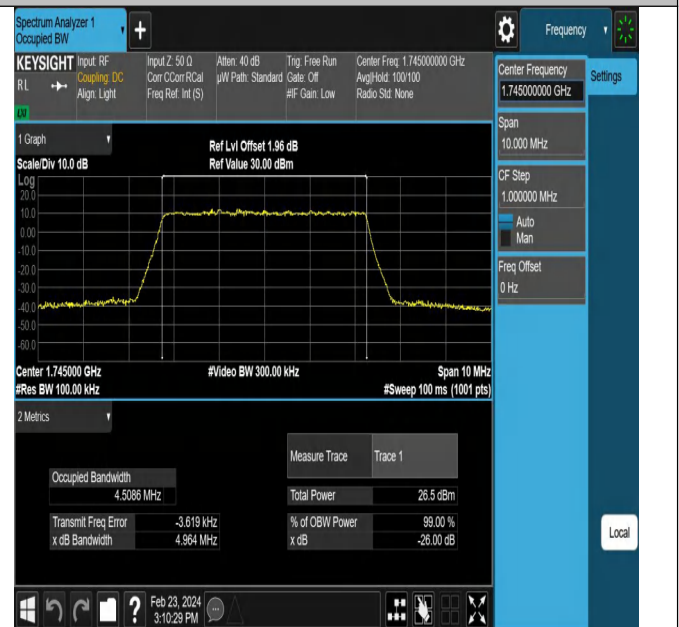 Spectrum Analyzer 1
Occupied BW
+
Frequency
KEYSIGHT
RL
Input: RF
Coupling: DC
Align: Light
Input Z: 50 Ω
Corr CCorr RCal
Freq Ref: Int (S)
Atten: 40 dB
µW Path: Standard
Trig: Free Run
Gate: Off
#IF Gain: Low
Center Freq: 1.745000000 GHz
Avg|Hold: 100/100
Radio Std: None
Center Frequency
1.745000000 GHz
Settings
Span
10.000 MHz
CF Step
1.000000 MHz
Auto
Man
Freq Offset
0 Hz
1 Graph
Scale/Div 10.0 dB
Ref Lvl Offset 1.96 dB
Ref Value 30.00 dBm
Log
20.0
10.0
0.00
-10.0
-20.0
-30.0
-40.0
-50.0
-60.0
Center 1.745000 GHz
#Res BW 100.00 kHz
#Video BW 300.00 kHz
Span 10 MHz
#Sweep 100 ms (1001 pts)
2 Metrics
Measure Trace Trace 1
Occupied Bandwidth
4.5086 MHz
Total Power 26.5 dBm
Transmit Freq Error -3.619 kHz
% of OBW Power 99.00 %
x dB Bandwidth 4.964 MHz
x dB -26.00 dB
Local
?
Feb 23, 2024
3:10:29 PM